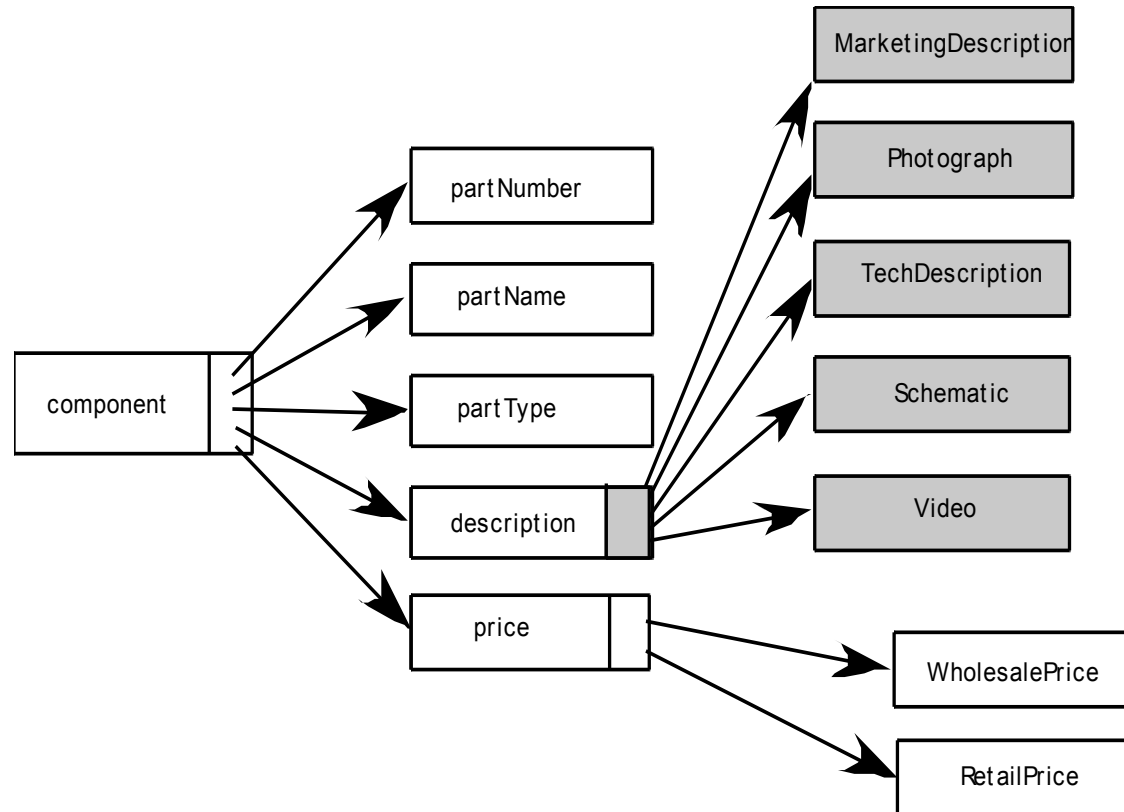 component
partNumber
partName
partType
description
price
MarketingDescription
Photograph
TechDescription
Schematic
Video
WholesalePrice
RetailPrice